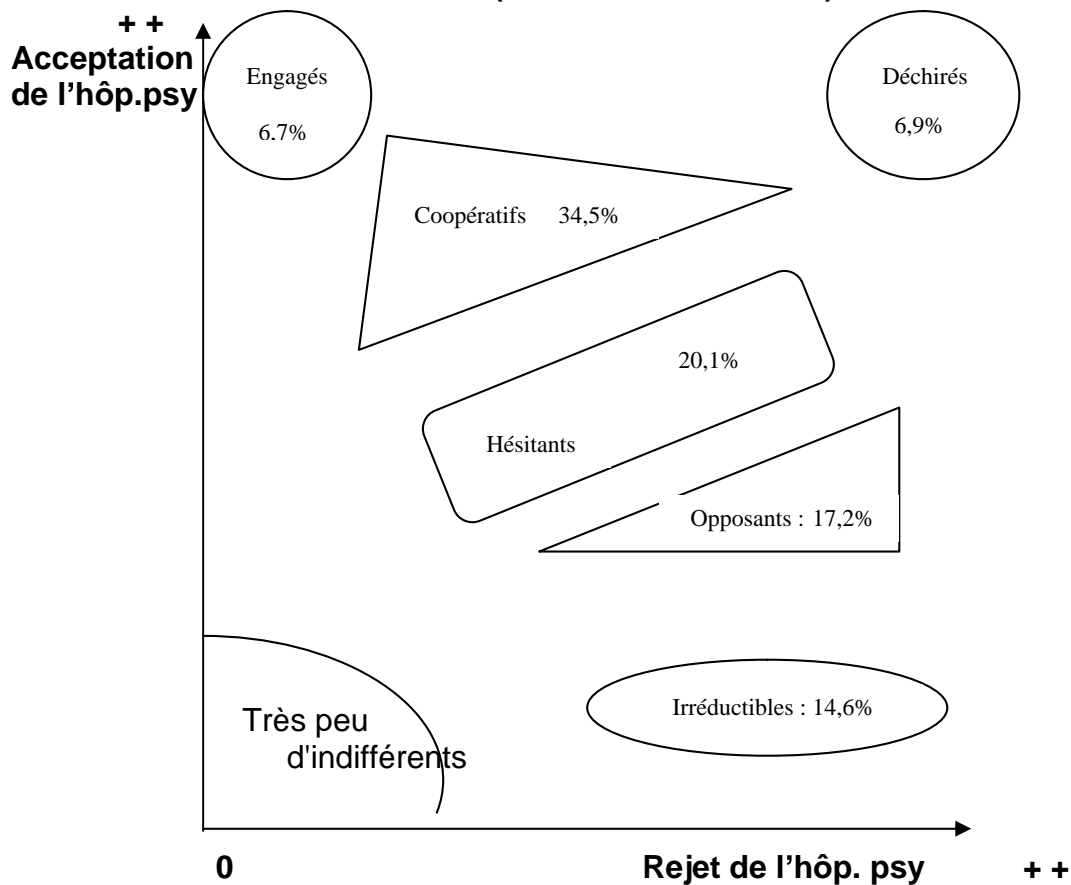 + +
Acceptation
de l'hôp.psy
Engagés
6,7%
Déchirés
6,9%
Coopératifs 34,5%
20,1%
Hésitants
Opposants : 17,2%
Très peu
d'indifférents
Irréductibles : 14,6%
0 Rejet de l'hôp. psy + +